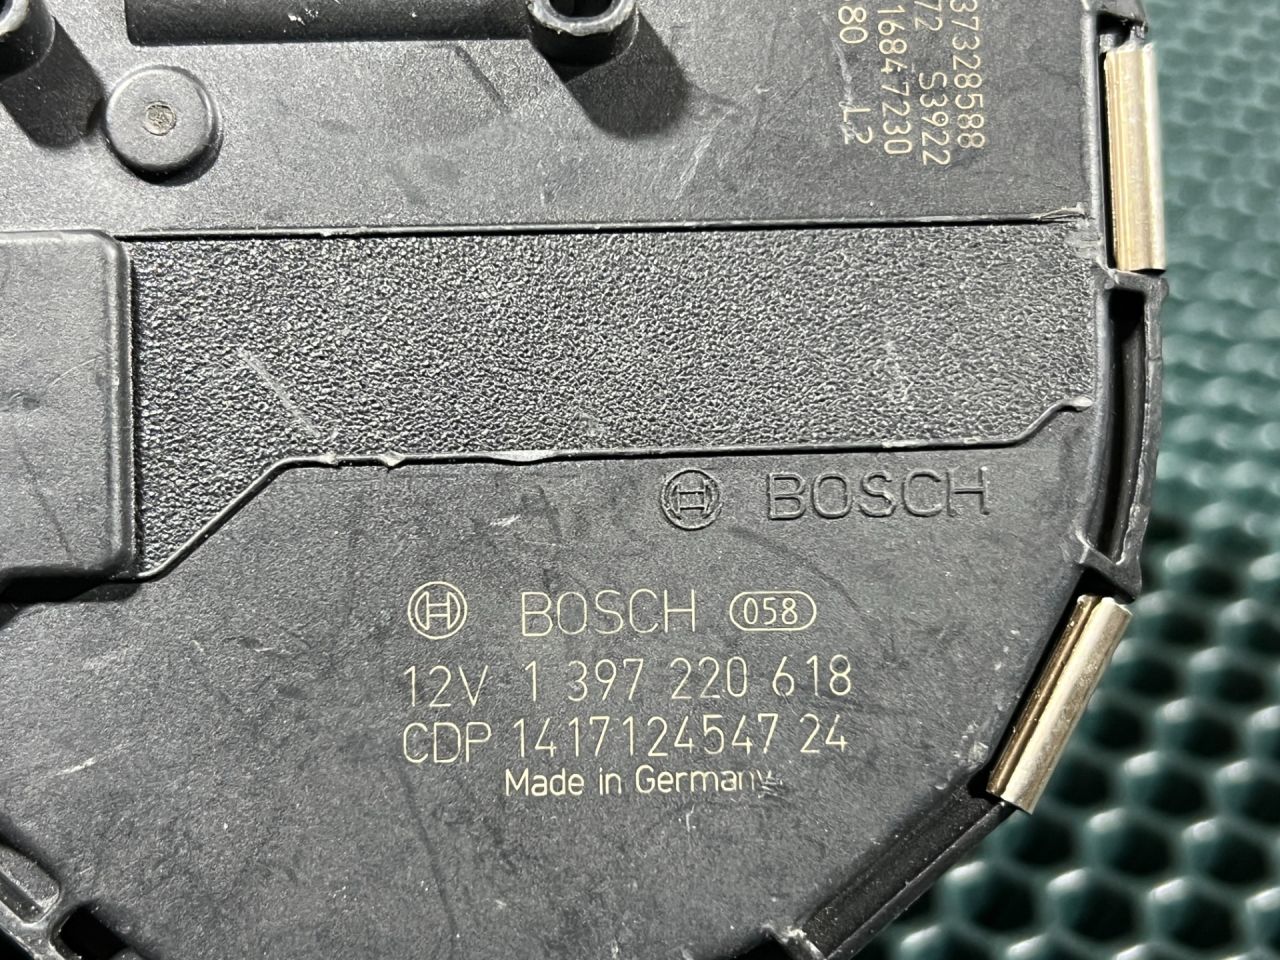 37328588
72 S3922
16847230
80 L2
BOSCH
BOSCH 058
12V 1 397 220 618
CDP 1417124547 24
Made in Germany